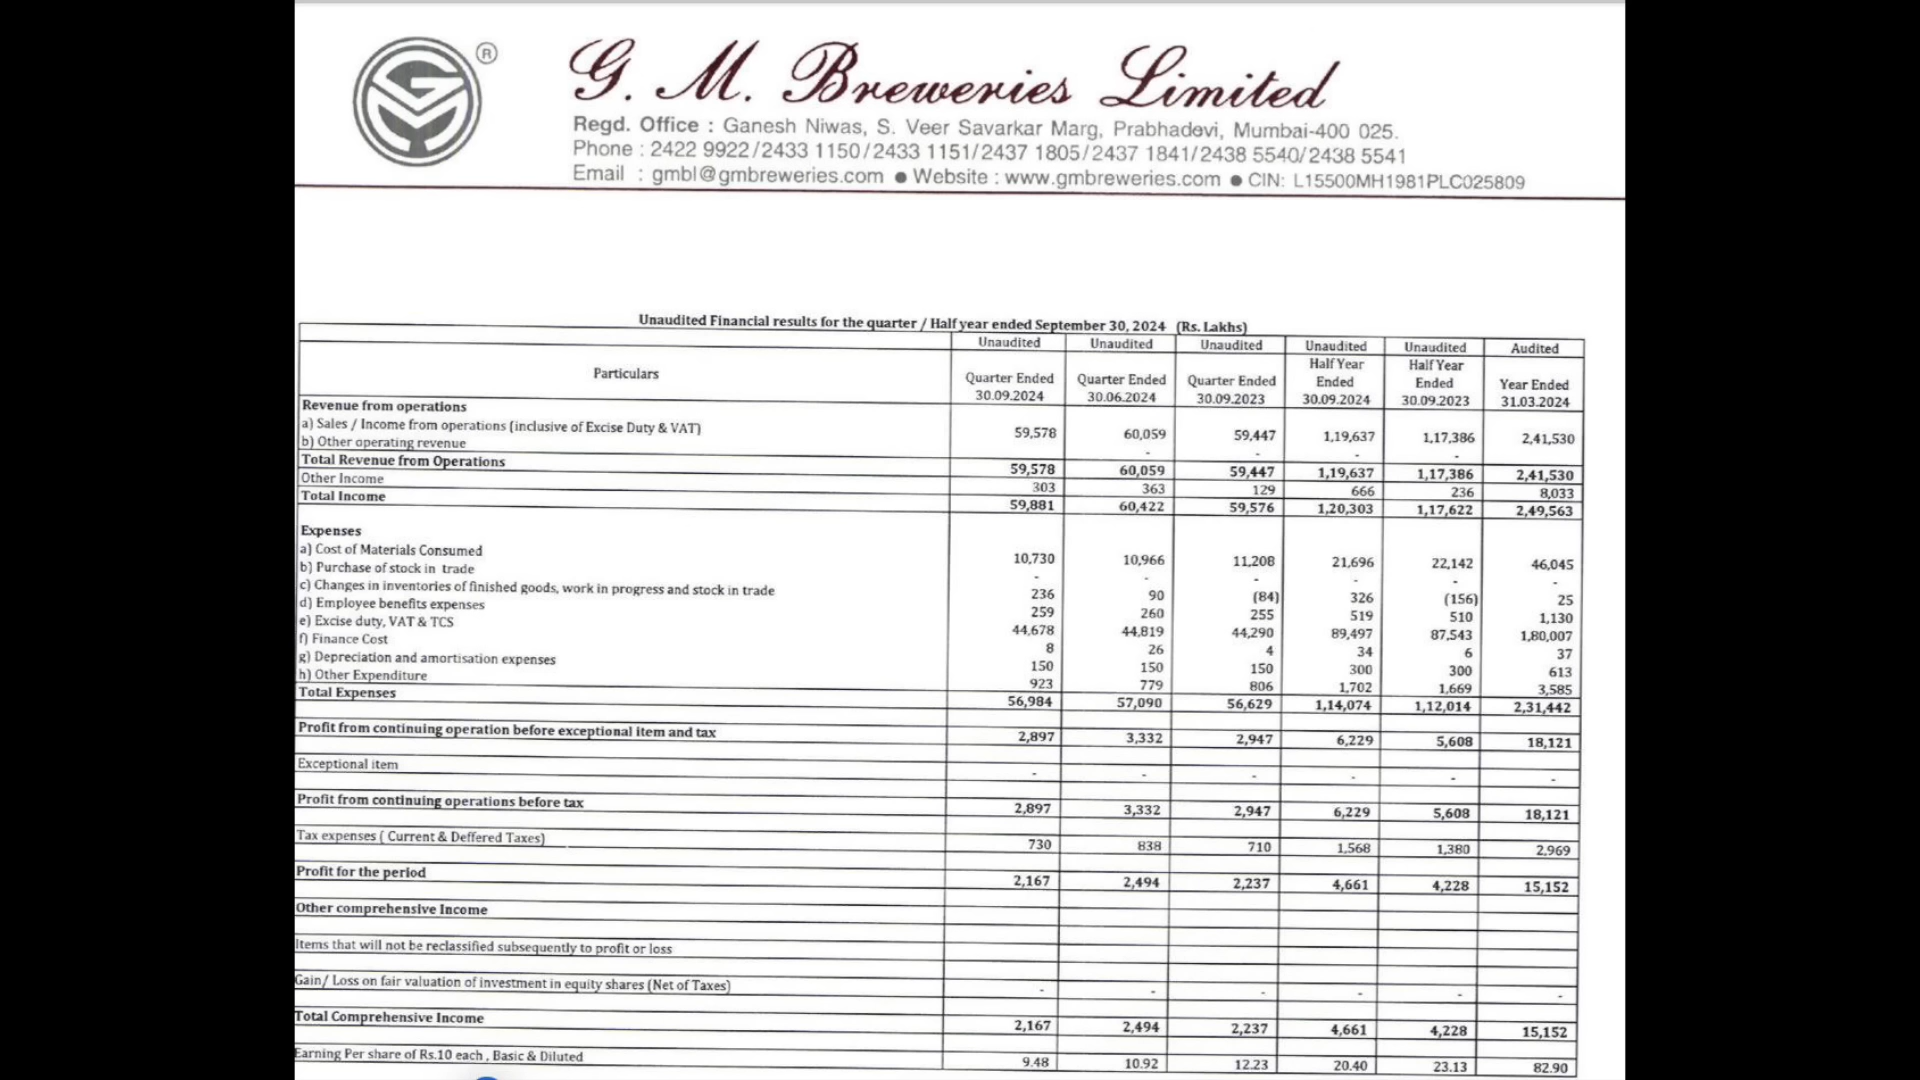 GM
®
G. M. Breweries Limited
Regd. Office : Ganesh Niwas, S. Veer Savarkar Marg, Prabhadevi, Mumbai-400 025.
Phone : 2422 9922/2433 1150/2433 1151/2437 1805/2437 1841/2438 5540/2438 5541
Email : gmbl@gmbreweries.com ● Website : www.gmbreweries.com ● CIN: L15500MH1981PLC025809
Unaudited Financial results for the quarter / Half year ended September 30, 2024 (Rs. Lakhs)
Unaudited Unaudited Unaudited Unaudited Unaudited Audited
Particulars Quarter Ended 30.09.2024 Quarter Ended 30.06.2024 Quarter Ended 30.09.2023 Half Year Ended 30.09.2024 Half Year Ended 30.09.2023 Year Ended 31.03.2024
Revenue from operations
a) Sales / Income from operations (inclusive of Excise Duty & VAT) 59,578 60,059 59,447 1,19,637 1,17,386 2,41,530
b) Other operating revenue - - - -
Total Revenue from Operations 59,578 60,059 59,447 1,19,637 1,17,386 2,41,530
Other Income 303 363 129 666 236 8,033
Total Income 59,881 60,422 59,576 1,20,303 1,17,622 2,49,563
Expenses
a) Cost of Materials Consumed 10,730 10,966 11,208 21,696 22,142 46,045
b) Purchase of stock in trade - - - - - -
c) Changes in inventories of finished goods, work in progress and stock in trade 236 90 (84) 326 (156) 25
d) Employee benefits expenses 259 260 255 519 510 1,130
e) Excise duty, VAT & TCS 44,678 44,819 44,290 89,497 87,543 1,80,007
f) Finance Cost 8 26 4 34 6 37
g) Depreciation and amortisation expenses 150 150 150 300 300 613
h) Other Expenditure 923 779 806 1,702 1,669 3,585
Total Expenses 56,984 57,090 56,629 1,14,074 1,12,014 2,31,442
Profit from continuing operation before exceptional item and tax 2,897 3,332 2,947 6,229 5,608 18,121
Exceptional item - - - - - -
Profit from continuing operations before tax 2,897 3,332 2,947 6,229 5,608 18,121
Tax expenses ( Current & Deffered Taxes) 730 838 710 1,568 1,380 2,969
Profit for the period 2,167 2,494 2,237 4,661 4,228 15,152
Other comprehensive Income
Items that will not be reclassified subsequently to profit or loss
Gain/ Loss on fair valuation of investment in equity shares (Net of Taxes) - - - - - -
Total Comprehensive Income 2,167 2,494 2,237 4,661 4,228 15,152
Earning Per share of Rs.10 each , Basic & Diluted 9.48 10.92 12.23 20.40 23.13 82.90